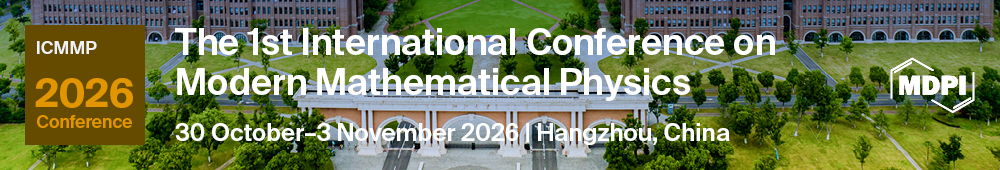 ICMMP
2026
Conference
The 1st International Conference on
Modern Mathematical Physics
30 October–3 November 2026 | Hangzhou, China
MDPI